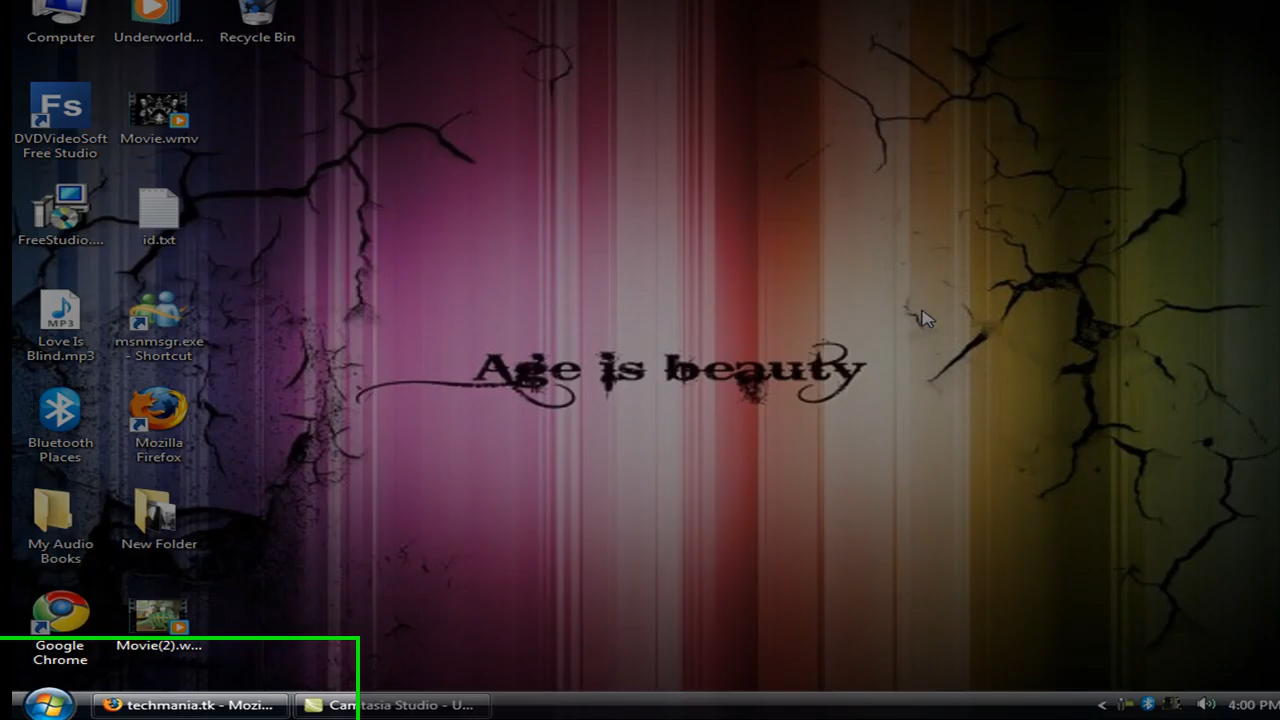 Computer
Underworld...
Recycle Bin
Fs
DVDVideoSoft
Free Studio
Movie.wmv
FreeStudio....
id.txt
MP3
Love Is
Blind.mp3
msnmsgr.exe
- Shortcut
Age is beauty
Bluetooth
Places
Mozilla
Firefox
My Audio
Books
New Folder
Google
Chrome
Movie(2).w...
techmania.tk - Mozi...
Camtasia Studio - U...
< 4:00 PM